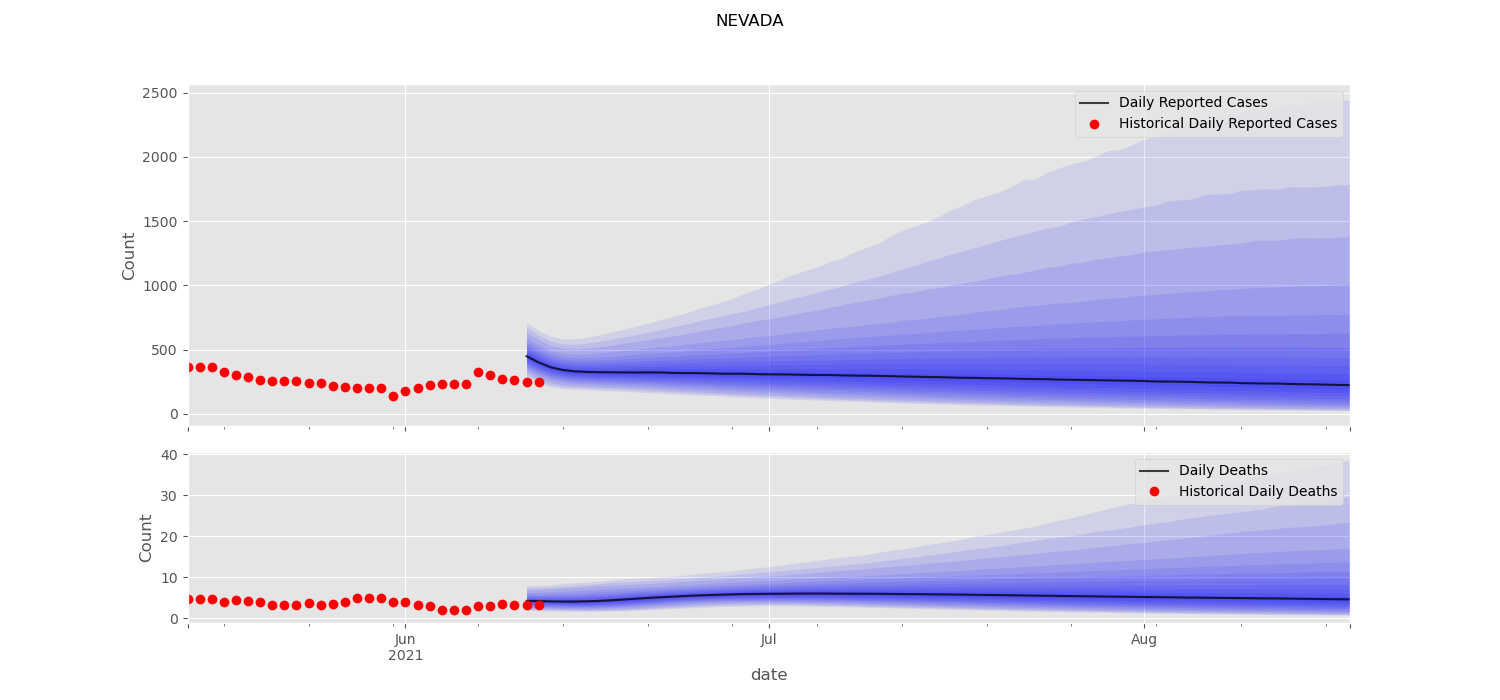 NEVADA
2500
2000
1500
1000
500
0
Count
Daily Reported Cases
Historical Daily Reported Cases
40
30
20
10
0
Count
Daily Deaths
Historical Daily Deaths
Jun
2021
Jul
Aug
date